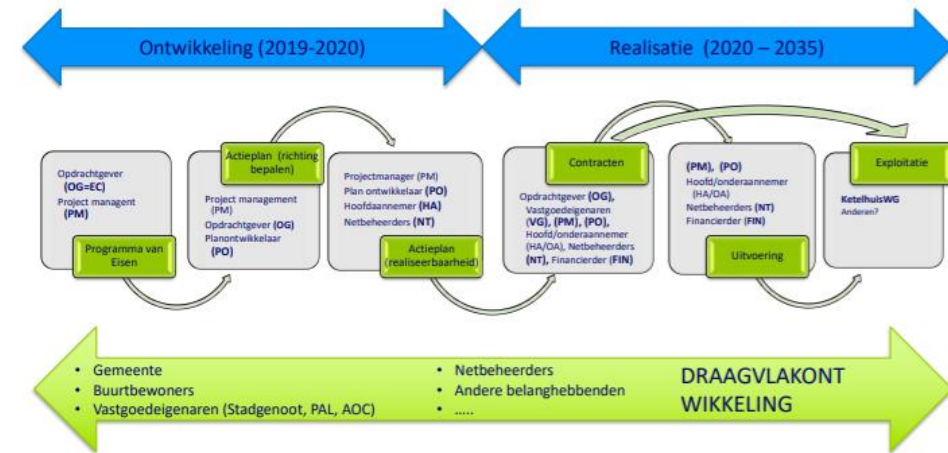 Ontwikkeling (2019-2020)
Realisatie (2020 – 2035)
Opdrachtgever
(OG=EC)
Project managent
(PM)
Programma van
Eisen
Actieplan (richting
bepalen)
Project management
(PM)
Opdrachtgever (OG)
Planontwikkelaar
(PO)
Projectmanager (PM)
Plan ontwikkelaar (PO)
Hoofdaannemer (HA)
Netbeheerders (NT)
Actieplan
(realiseerbaarheid)
Contracten
Opdrachtgever (OG),
Vastgoedeigenaren
(VG), (PM), (PO),
Hoofd/onderaannemer
(HA/OA), Netbeheerders
(NT), Financierder (FIN)
(PM), (PO)
Hoofd/onderaannemer
(HA/OA)
Netbeheerders (NT)
Financierder (FIN)
Uitvoering
Exploitatie
KetelhuisWG
Anderen?
• Gemeente
• Buurtbewoners
• Vastgoedeigenaren (Stadgenoot, PAL, AOC)
• Netbeheerders
• Andere belanghebbenden
• .....
DRAAGVLAKONT
WIKKELING